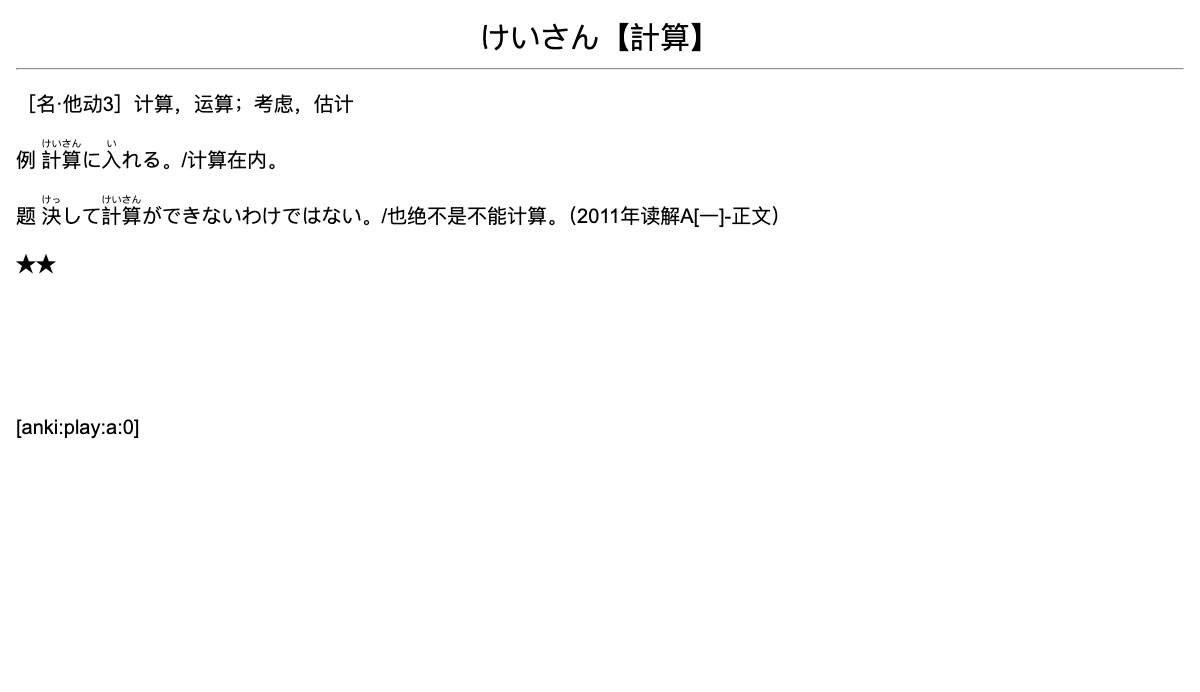 けいさん【計算】
［名·他动3］计算，运算；考虑，估计
けいさん い
例 計算に入れる。/计算在内。
けっ けいさん
题 決して計算ができないわけではない。/也绝不是不能计算。（2011年读解A[一]-正文）
★★
[anki:play:a:0]